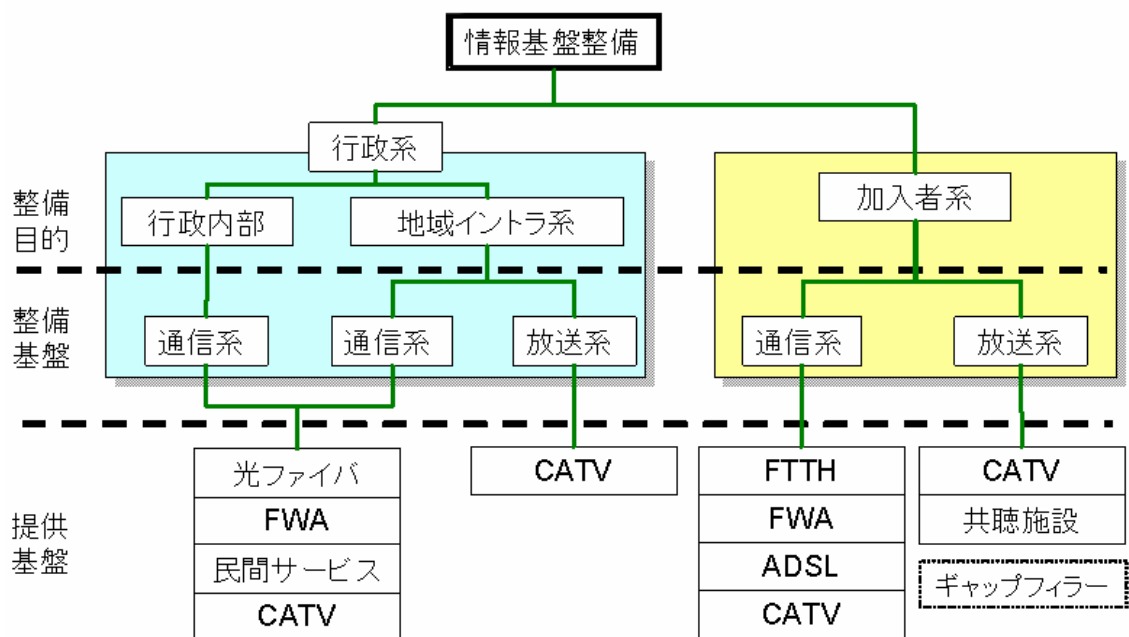 情報基盤整備
行政系
整備
目的
行政内部
地域イントラ系
加入者系
整備
基盤
通信系
通信系
放送系
通信系
放送系
提供
基盤
光ファイバ
FWA
民間サービス
CATV
CATV
FTTH
FWA
ADSL
CATV
CATV
共聴施設
ギャップフィラー